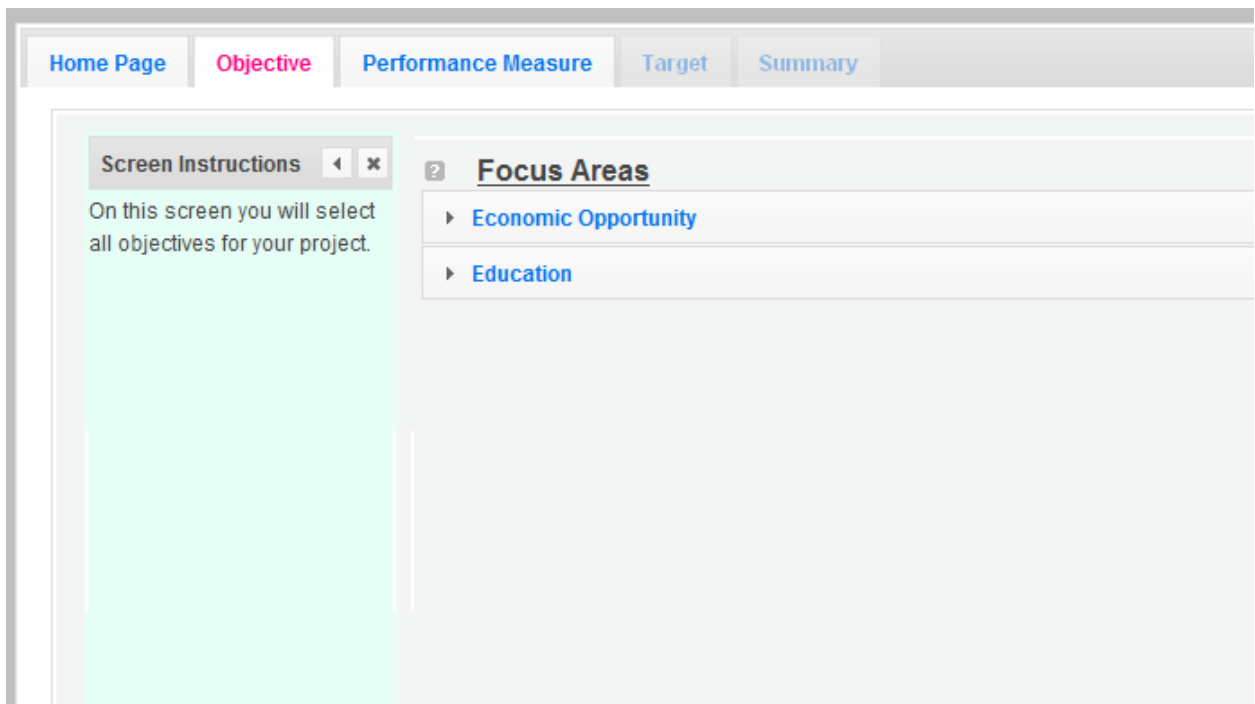 Home Page Objective Performance Measure Target Summary
Screen Instructions
On this screen you will select
all objectives for your project.
? Focus Areas
Economic Opportunity
Education